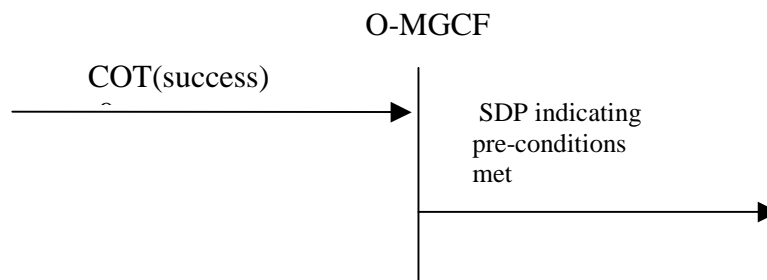 O-MGCF
COT(success)
SDP indicating
pre-conditions
met